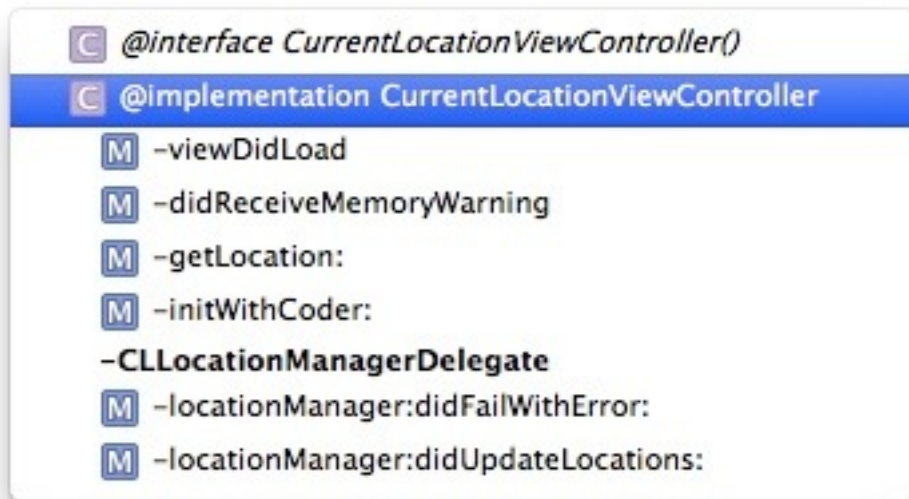 C @interface CurrentLocationViewController()
C @implementation CurrentLocationViewController
M -viewDidLoad
M -didReceiveMemoryWarning
M -getLocation:
M -initWithCoder:
-CLLocationManagerDelegate
M -locationManager:didFailWithError:
M -locationManager:didUpdateLocations: